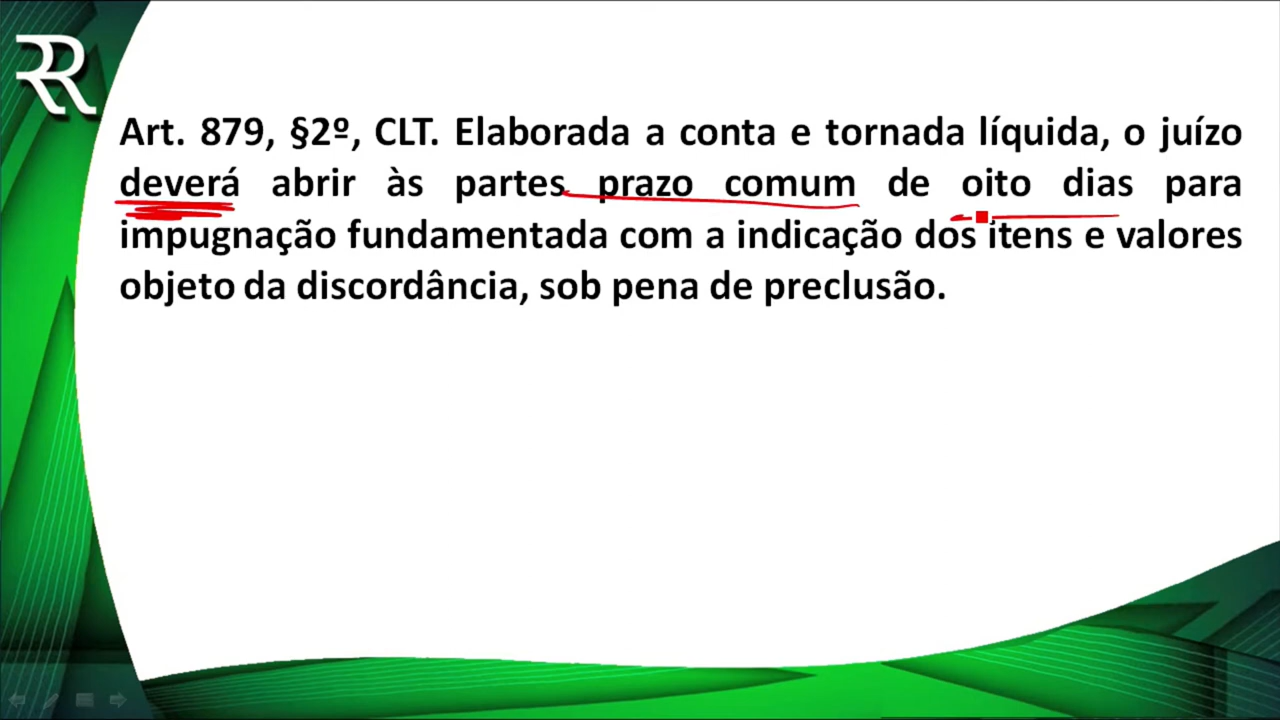 RR
Art. 879, §2º, CLT. Elaborada a conta e tornada líquida, o juízo
deverá abrir às partes prazo comum de oito dias para
impugnação fundamentada com a indicação dos itens e valores
objeto da discordância, sob pena de preclusão.